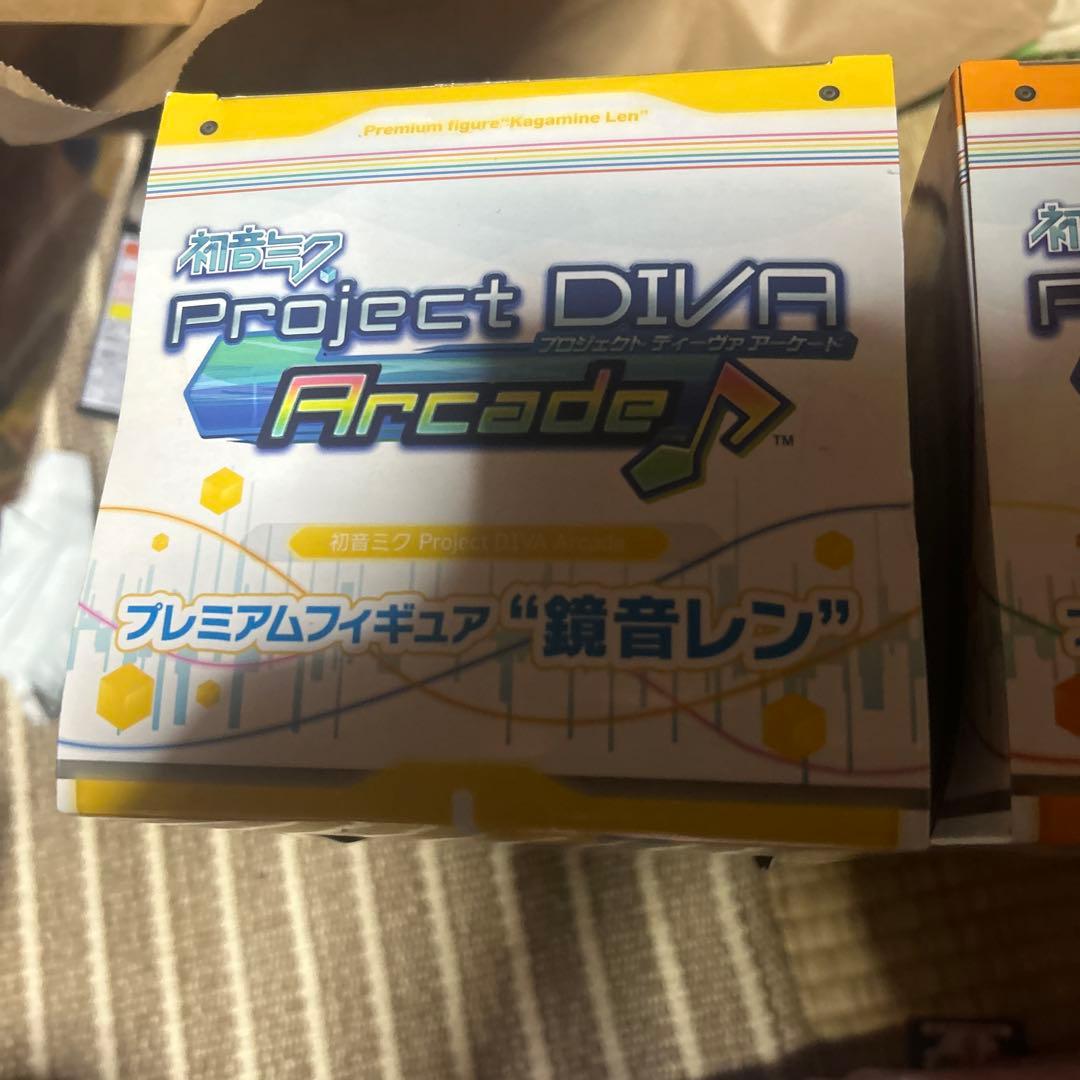 Premium figure“Kagamine Len”
初音ミク
Project DIVA
プロジェクト ディーヴァ アーケード
Arcade
TM
初音ミク Project DIVA Arcade
プレミアムフィギュア “鏡音レン”
初
P